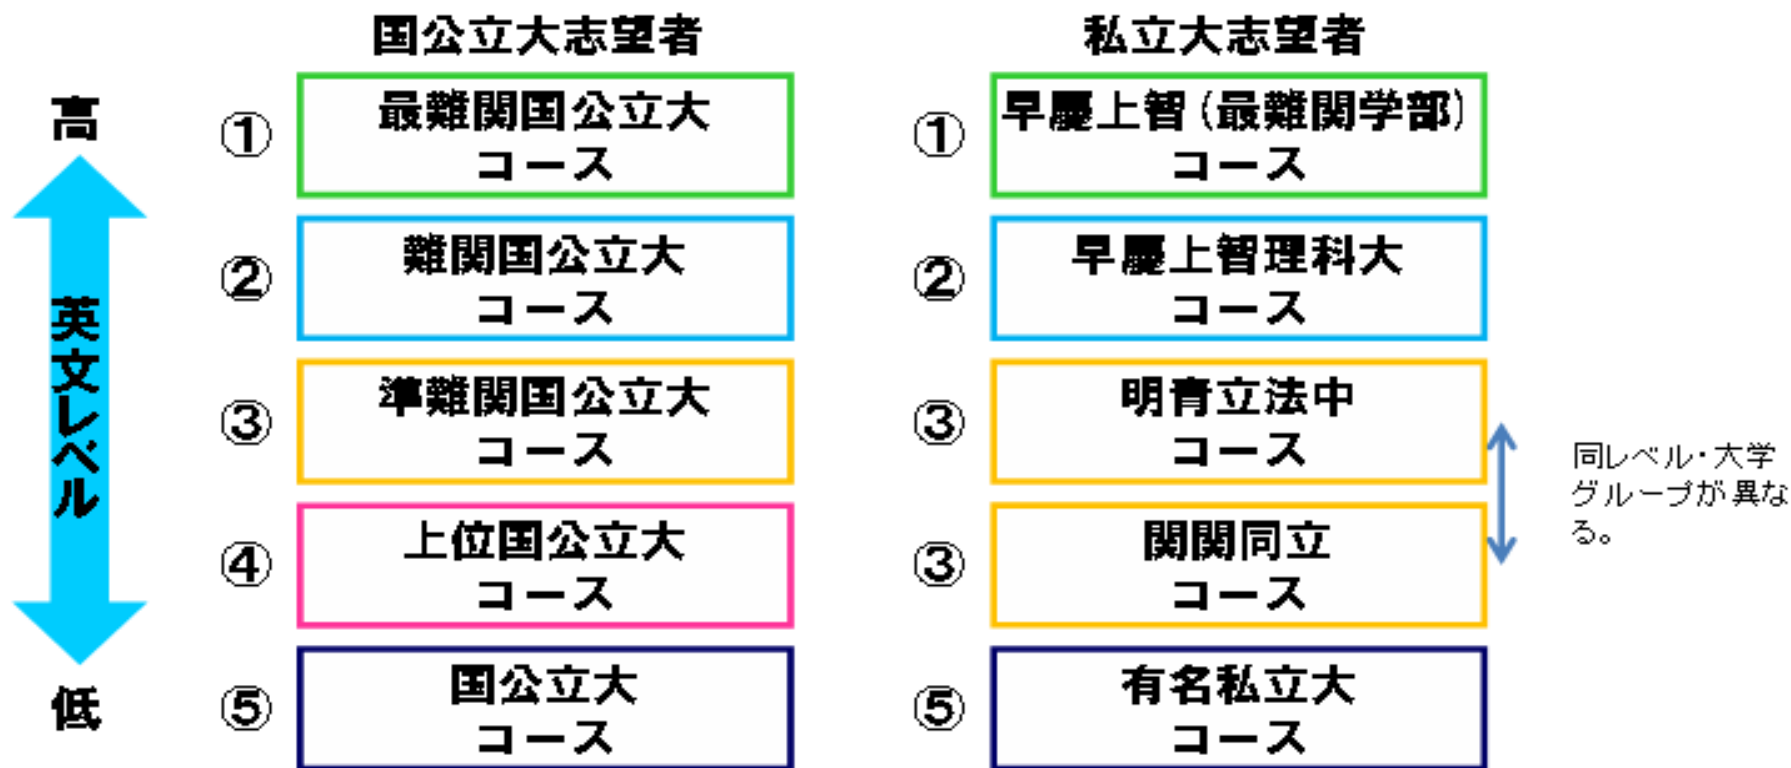 国公立大志望者
私立大志望者
高
英文レベル
低
①
最難関国公立大
コース
①
早慶上智(最難関学部)
コース
②
難関国公立大
コース
②
早慶上智理科大
コース
③
準難関国公立大
コース
③
明青立法中
コース
④
上位国公立大
コース
③
関関同立
コース
同レベル・大学
グループが異な
る。
⑤
国公立大
コース
⑤
有名私立大
コース